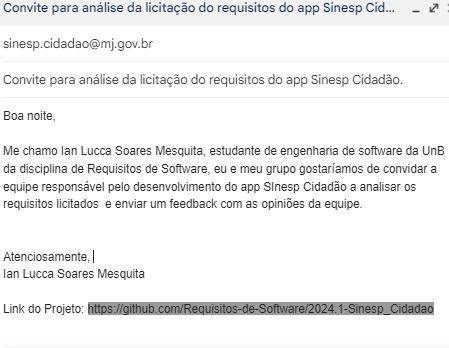 Convite para análise da licitação do requisitos do app Sinesp Cid...
sinesp.cidadao@mj.gov.br
Convite para análise da licitação do requisitos do app Sinesp Cidadão.
Boa noite,
Me chamo Ian Lucca Soares Mesquita, estudante de engenharia de software da UnB
da disciplina de Requisitos de Software, eu e meu grupo gostaríamos de convidar a
equipe responsável pelo desenvolvimento do app SInesp Cidadão a analisar os
requisitos licitados e enviar um feedback com as opiniões da equipe.
Atenciosamente,
Ian Lucca Soares Mesquita
Link do Projeto: https://github.com/Requisitos-de-Software/2024.1-Sinesp_Cidadao